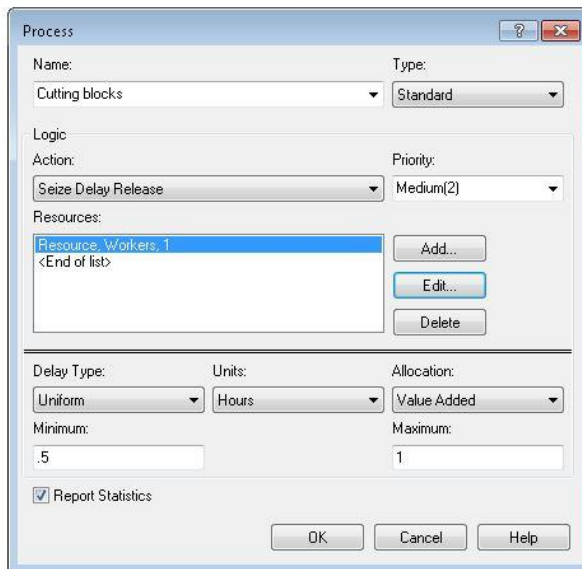 Process
Name: Type:
Cutting blocks Standard
Logic
Action: Priority:
Seize Delay Release Medium(2)
Resources:
Resource, Workers, 1
<End of list>
Add...
Edit...
Delete
Delay Type: Units: Allocation:
Uniform Hours Value Added
Minimum: Maximum:
.5 1
Report Statistics
OK Cancel Help